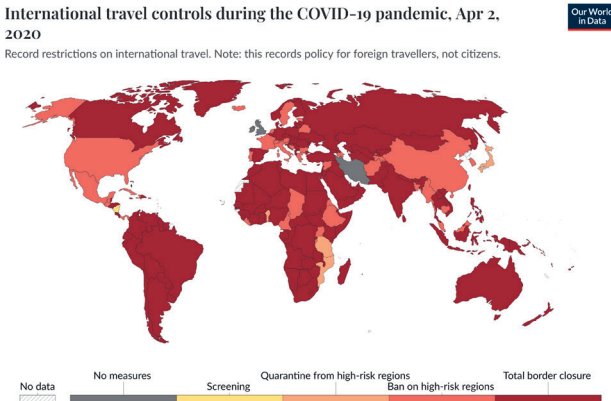 International travel controls during the COVID-19 pandemic, Apr 2,
2020
Our World
in Data
Record restrictions on international travel. Note: this records policy for foreign travellers, not citizens.
No data
No measures
Screening
Quarantine from high-risk regions
Ban on high-risk regions
Total border closure